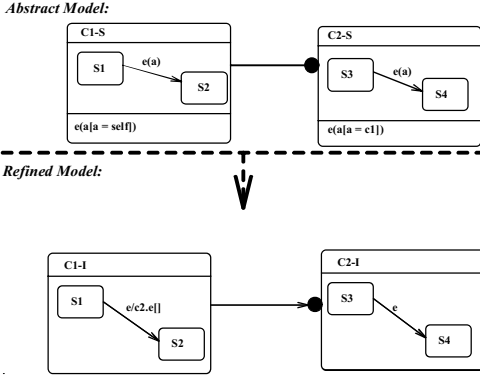 Abstract Model:
C1-S
C2-S
S1
e(a)
S2
S3
e(a)
S4
e(a[a = self])
e(a[a = c1])
Refined Model:
C1-I
C2-I
S1
e/c2.e[]
S2
S3
e
S4